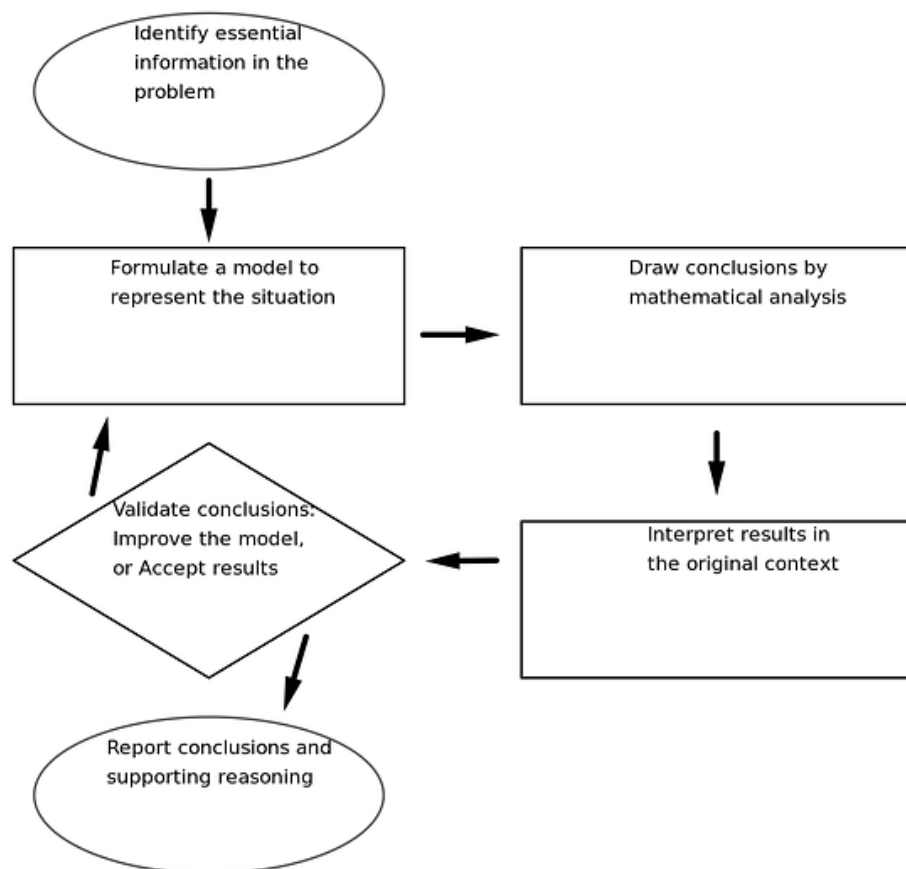 Identify essential
information in the
problem
Formulate a model to
represent the situation
Draw conclusions by
mathematical analysis
Interpret results in
the original context
Validate conclusions:
Improve the model,
or Accept results
Report conclusions and
supporting reasoning